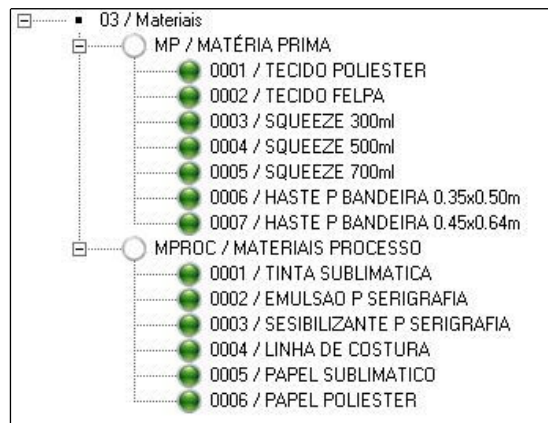 03 / Materiais
MP / MATÉRIA PRIMA
0001 / TECIDO POLIESTER
0002 / TECIDO FELPA
0003 / SQUEEZE 300ml
0004 / SQUEEZE 500ml
0005 / SQUEEZE 700ml
0006 / HASTE P BANDEIRA 0.35x0.50m
0007 / HASTE P BANDEIRA 0.45x0.64m
MPROC / MATERIAIS PROCESSO
0001 / TINTA SUBLIMATICA
0002 / EMULSAO P SERIGRAFIA
0003 / SESIBILIZANTE P SERIGRAFIA
0004 / LINHA DE COSTURA
0005 / PAPEL SUBLIMATICO
0006 / PAPEL POLIESTER